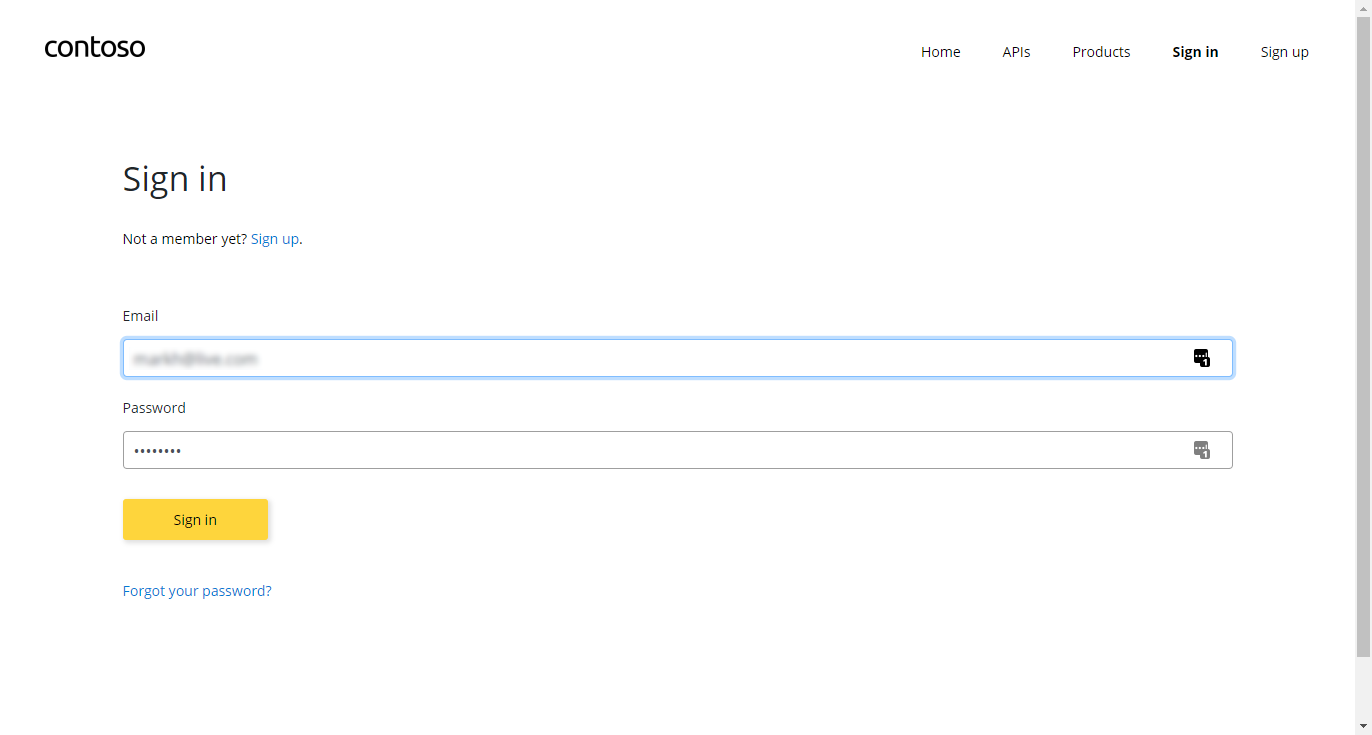 contoso
Home APIs Products Sign in Sign up
Sign in
Not a member yet? Sign up.
Email
Password
••••••••
Sign in
Forgot your password?